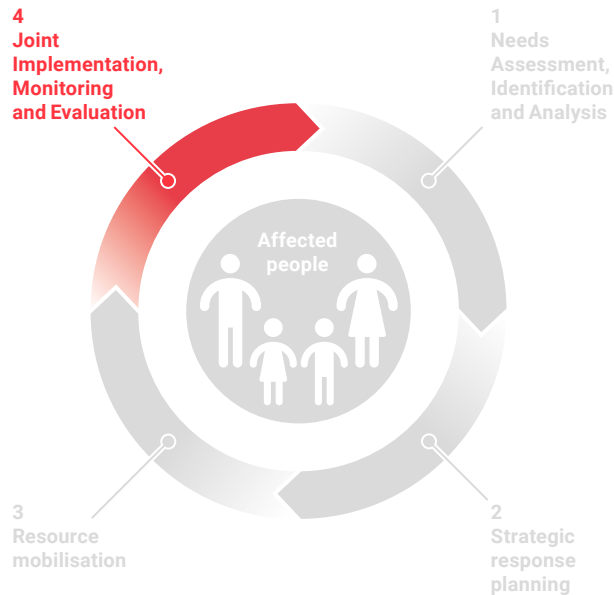 4
Joint
Implementation,
Monitoring
and Evaluation
1
Needs
Assessment,
Identification
and Analysis
Affected
people
3
Resource
mobilisation
2
Strategic
response
planning